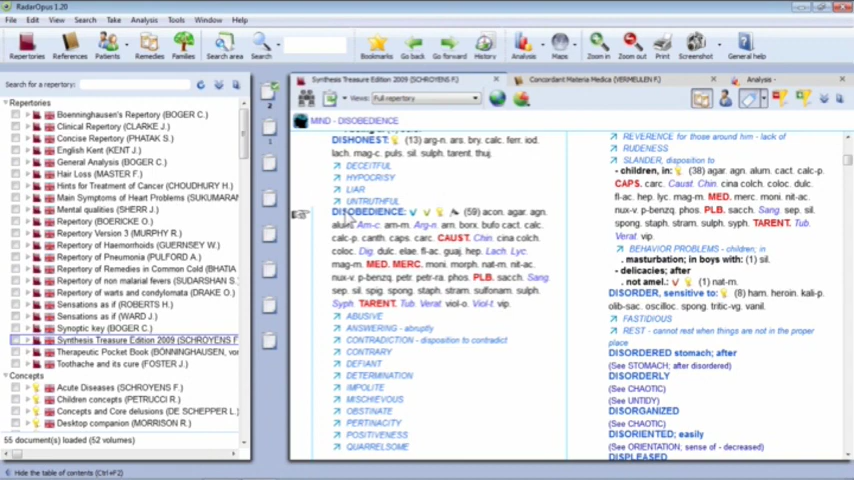 RadarOpus 1.20
File Edit View Search Take Analysis Tools Window Help
Repertories References Patients Remedies Families Search area Search Bookmarks Go back Go forward History Analysis Maps Zoom in Zoom out Print Screenshot General help
Search for a repertory:
Repertories
Boenninghausen's Repertory (BOGER C.)
Clinical Repertory (CLARKE J.)
Concise Repertory (PHATAK S.)
English Kent (KENT J.)
General Analysis (BOGER C.)
Hair Loss (MASTER F.)
Hints for Treatment of Cancer (CHOUDHURY H.)
Main Symptoms of Heart Problems (SUKUMARAN
Mental qualities (SHERR J.)
Repertory (BOERICKE O.)
Repertory Version 3 (MURPHY R.)
Repertory of Haemorrhoids (GUERNSEY W.)
Repertory of Pneumonia (PULFORD A.)
Repertory of Remedies in Common Cold (BHATIA
Repertory of non malarial fevers (SUDARSHAN S.)
Repertory of warts and condylomata (DRAKE O.)
Sensations as if (ROBERTS H.)
Sensations as if (WARD J.)
Synoptic key (BOGER C.)
Synthesis Treasure Edition 2009 (SCHROYENS F
Therapeutic Pocket Book (BÖNNINGHAUSEN, von
Toothache and its cure (FOSTER J.)
Concepts
Acute Diseases (SCHROYENS F.)
Children concepts (PETRUCCI R.)
Concepts and Core delusions (DE SCHEPPER L.)
Desktop companion (MORRISON R.)
55 document(s) loaded (52 volumes)
Hide the table of contents (Ctrl+F2)
2
1
Synthesis Treasure Edition 2009 (SCHROYENS F.)
Concordant Materia Medica (VERMEULEN F.)
Analysis -
Views: Full repertory
MIND - DISOBEDIENCE
DISHONEST: (13) arg-n. ars. bry. calc. ferr. iod.
lach. mag-c. puls. sil. sulph. tarent. thuj.
DECEITFUL
HYPOCRISY
LIAR
UNTRUTHFUL
DISOBEDIENCE: (59) acon. agar. agn.
alum. Am-c. am-m. Arg-n. arn. borx. bufo cact. calc.
calc-p. canth. caps. carc. CAUST. Chin. cina colch.
coloc. Dig. dulc. elae. fl-ac. guaj. hep. Lach. Lyc.
mag-m. MED. MERC. moni. morph. nat-m. nit-ac.
nux-v. p-benzq. petr. petr-ra. phos. PLB. sacch. Sang.
sep. sil. spig. spong. staph. stram. sulfonam. sulph.
Syph. TARENT. Tub. Verat. viol-o. Viol-t. vip.
ABUSIVE
ANSWERING - abruptly
CONTRADICTION - disposition to contradict
CONTRARY
DEFIANT
DETERMINATION
IMPOLITE
MISCHIEVOUS
OBSTINATE
PERTINACITY
POSITIVENESS
QUARRELSOME
REVERENCE for those around him - lack of
RUDENESS
SLANDER, disposition to
- children, in: (38) agar. agn. alum. cact. calc-p.
CAPS. carc. Caust. Chin. cina colch. coloc. dulc.
fl-ac. hep. lyc. mag-m. MED. merc. moni. nit-ac.
nux-v. p-benzq. phos. PLB. sacch. Sang. sep. sil.
spong. staph. stram. sulph. syph. TARENT. Tub.
Verat. vip.
BEHAVIOR PROBLEMS - children; in
. masturbation; in boys with: (1) sil.
- delicacies; after
. not amel.: (1) nat-m.
DISORDER, sensitive to: (8) ham. heroin. kali-p.
olib-sac. oscilloc. spong. tritic-vg. vanil.
FASTIDIOUS
REST - cannot rest when things are not in the proper
place
DISORDERED stomach; after
(See STOMACH; after disordered)
DISORDERLY
(See CHAOTIC)
(See UNTIDY)
DISORGANIZED
(See CHAOTIC)
DISORIENTED; easily
(See ORIENTATION; sense of - decreased)
DISPLEASED